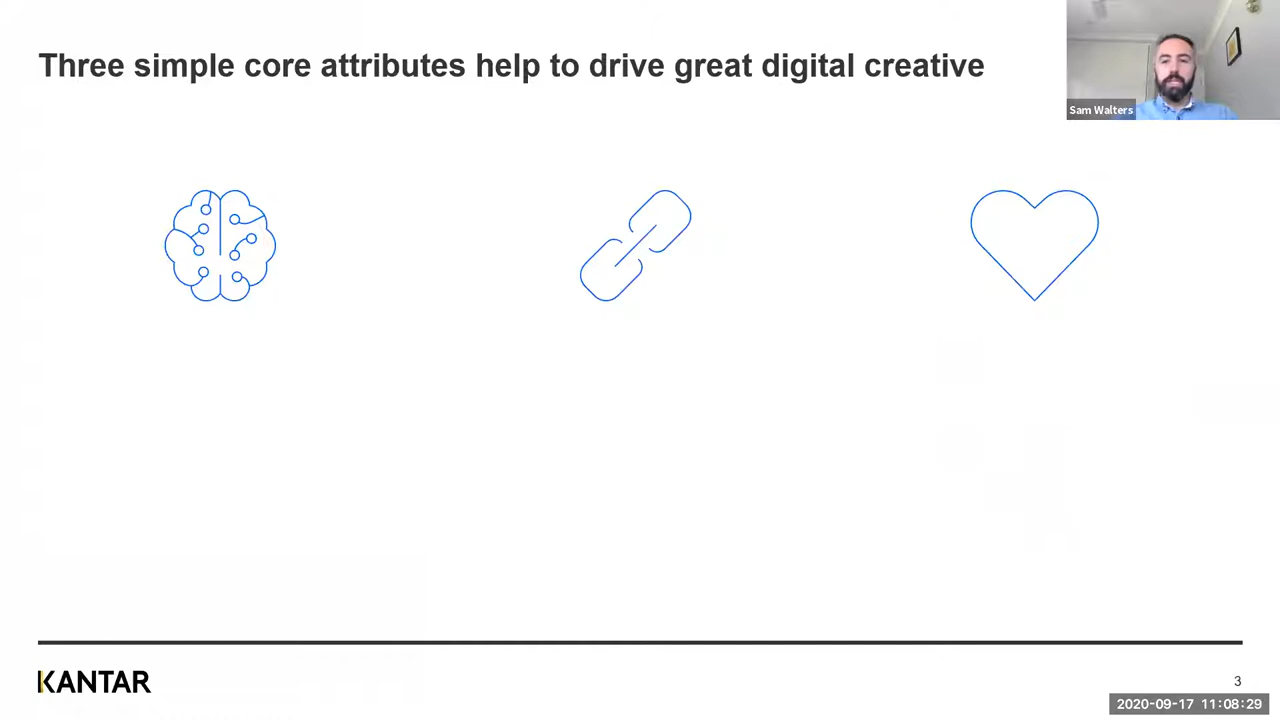 Three simple core attributes help to drive great digital creative
Sam Walters
KANTAR
3
2020-09-17 11:08:29